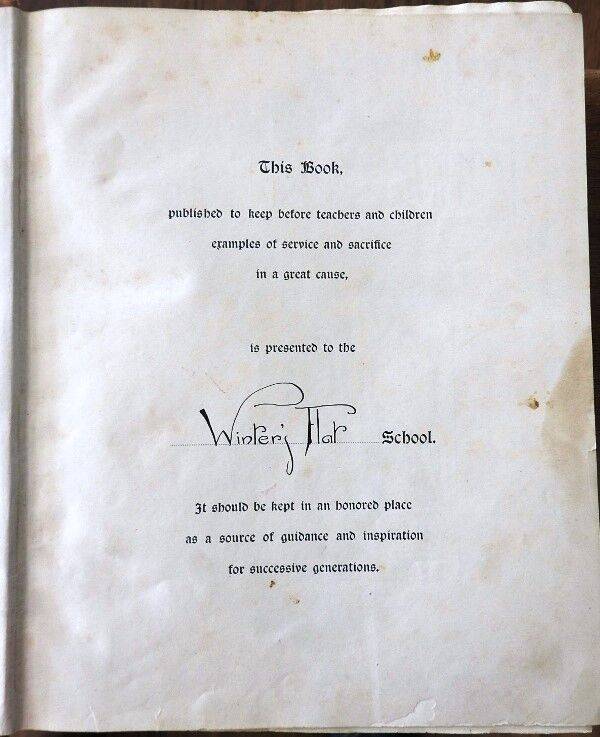 This Book,
published to keep before teachers and children
examples of service and sacrifice
in a great cause,
is presented to the
Winter's Flat School.
It should be kept in an honored place
as a source of guidance and inspiration
for successive generations.